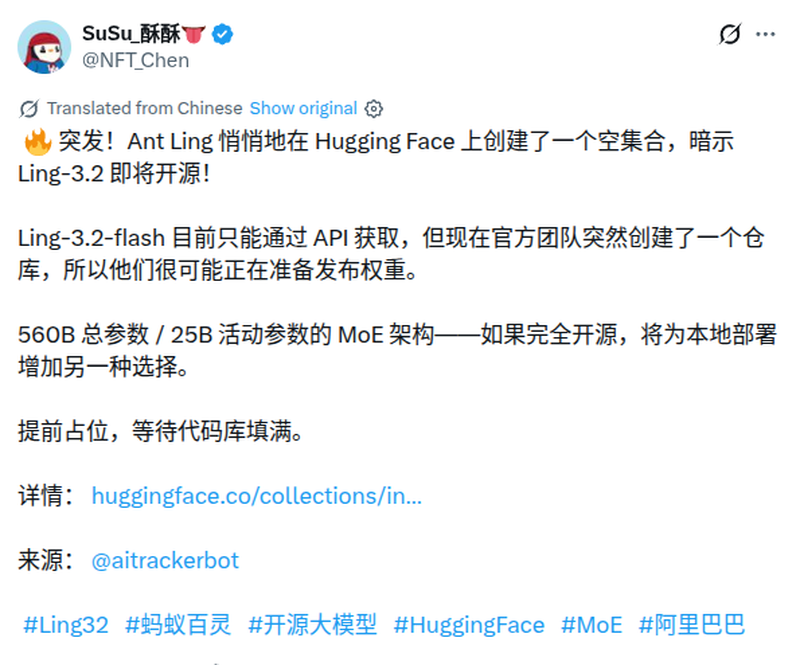 SuSu_酥酥👅
@NFT_Chen
Translated from Chinese Show original
🔥 突发！Ant Ling 悄悄地在 Hugging Face 上创建了一个空集合，暗示
Ling-3.2 即将开源！
Ling-3.2-flash 目前只能通过 API 获取，但现在官方团队突然创建了一个仓
库，所以他们很可能正在准备发布权重。
560B 总参数 / 25B 活动参数的 MoE 架构——如果完全开源，将为本地部署
增加另一种选择。
提前占位，等待代码库填满。
详情： huggingface.co/collections/in…
来源： @aitrackerbot
#Ling32 #蚂蚁百灵 #开源大模型 #HuggingFace #MoE #阿里巴巴